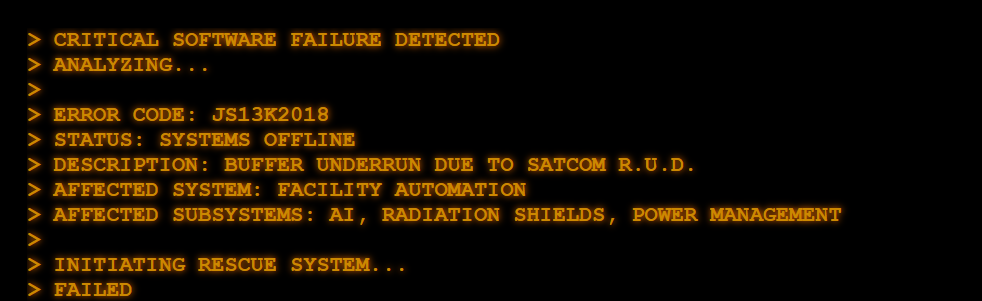 > CRITICAL SOFTWARE FAILURE DETECTED
> ANALYZING...
>
> ERROR CODE: JS13K2018
> STATUS: SYSTEMS OFFLINE
> DESCRIPTION: BUFFER UNDERRUN DUE TO SATCOM R.U.D.
> AFFECTED SYSTEM: FACILITY AUTOMATION
> AFFECTED SUBSYSTEMS: AI, RADIATION SHIELDS, POWER MANAGEMENT
>
> INITIATING RESCUE SYSTEM...
> FAILED